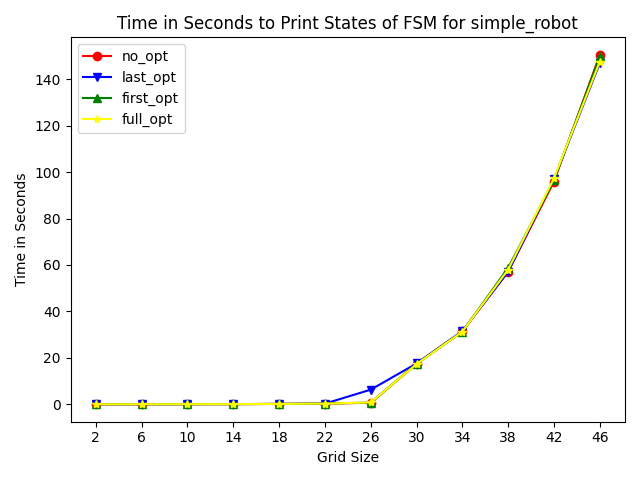 Time in Seconds to Print States of FSM for simple_robot
no_opt
last_opt
first_opt
full_opt
Time in Seconds
140
120
100
80
60
40
20
0
2 6 10 14 18 22 26 30 34 38 42 46
Grid Size